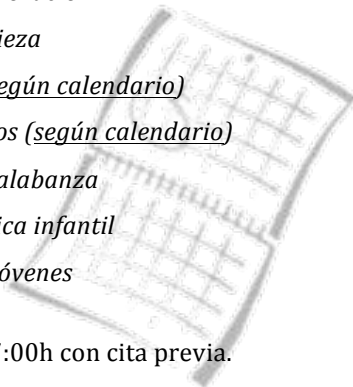 ieza
egún calendario)
os (según calendario)
alabanza
ica infantil
óvenes
:00h con cita previa.